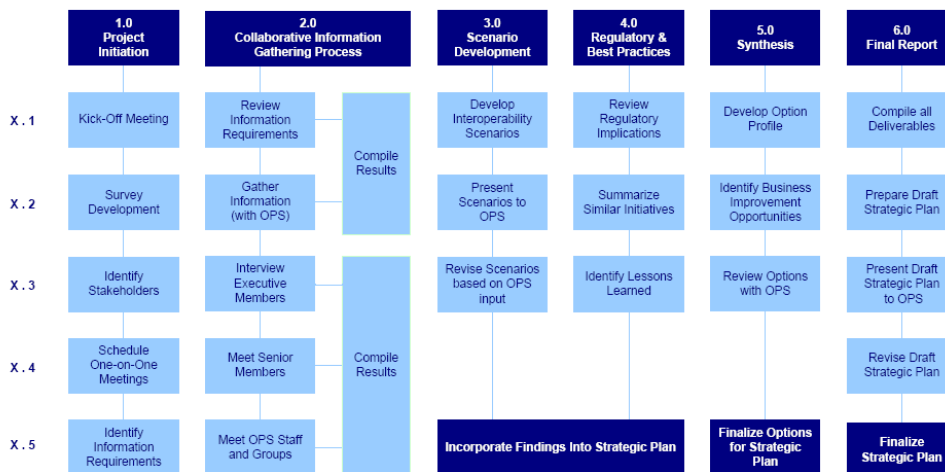 1.0
Project
Initiation
2.0
Collaborative Information
Gathering Process
3.0
Scenario
Development
4.0
Regulatory &
Best Practices
5.0
Synthesis
6.0
Final Report
X . 1
Kick-Off Meeting
Review
Information
Requirements
Compile
Results
Develop
Interoperability
Scenarios
Review
Regulatory
Implications
Develop Option
Profile
Compile all
Deliverables
X . 2
Survey
Development
Gather
Information
(with OPS)
Present
Scenarios to
OPS
Summarize
Similar Initiatives
Identify Business
Improvement
Opportunities
Prepare Draft
Strategic Plan
X . 3
Identify
Stakeholders
Interview
Executive
Members
Compile
Results
Revise Scenarios
based on OPS
input
Identify Lessons
Learned
Review Options
with OPS
Present Draft
Strategic Plan
to OPS
X . 4
Schedule
One-on-One
Meetings
Meet Senior
Members
Revise Draft
Strategic Plan
X . 5
Identify
Information
Requirements
Meet OPS Staff
and Groups
Incorporate Findings Into Strategic Plan
Finalize Options
for Strategic
Plan
Finalize
Strategic Plan